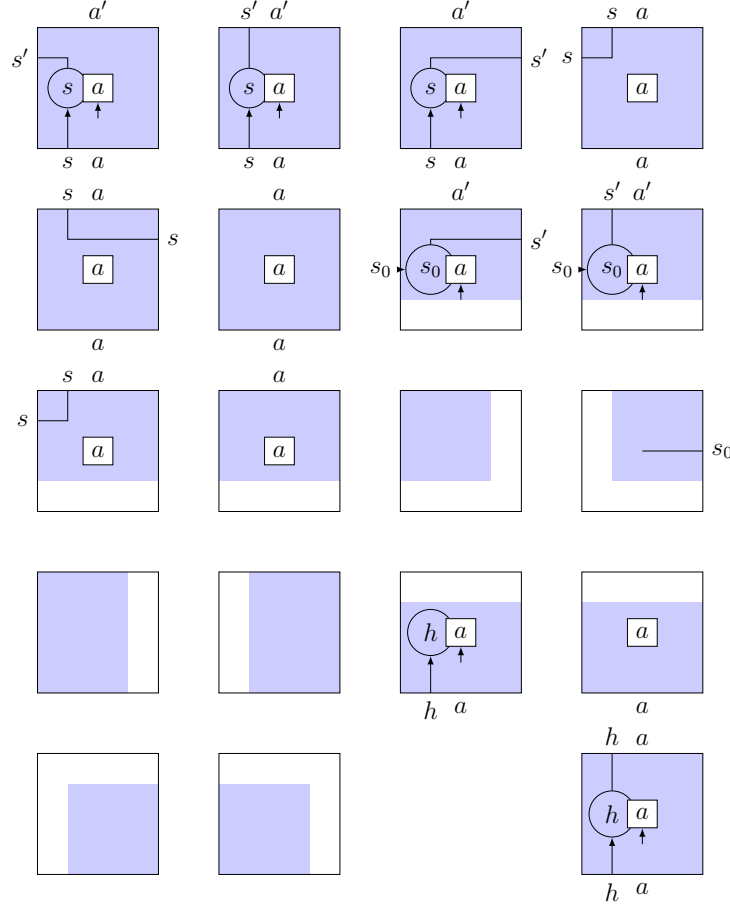 a′ s′ a′ a′ s a
s′ s a s a s a s′ s a
s a s a s a a
s a a a′ s′ a′
a s a s₀ s₀ a s′ s₀ s₀ a
a a
s a a
s a a s₀
h a a
h a a
h a
h a
h a